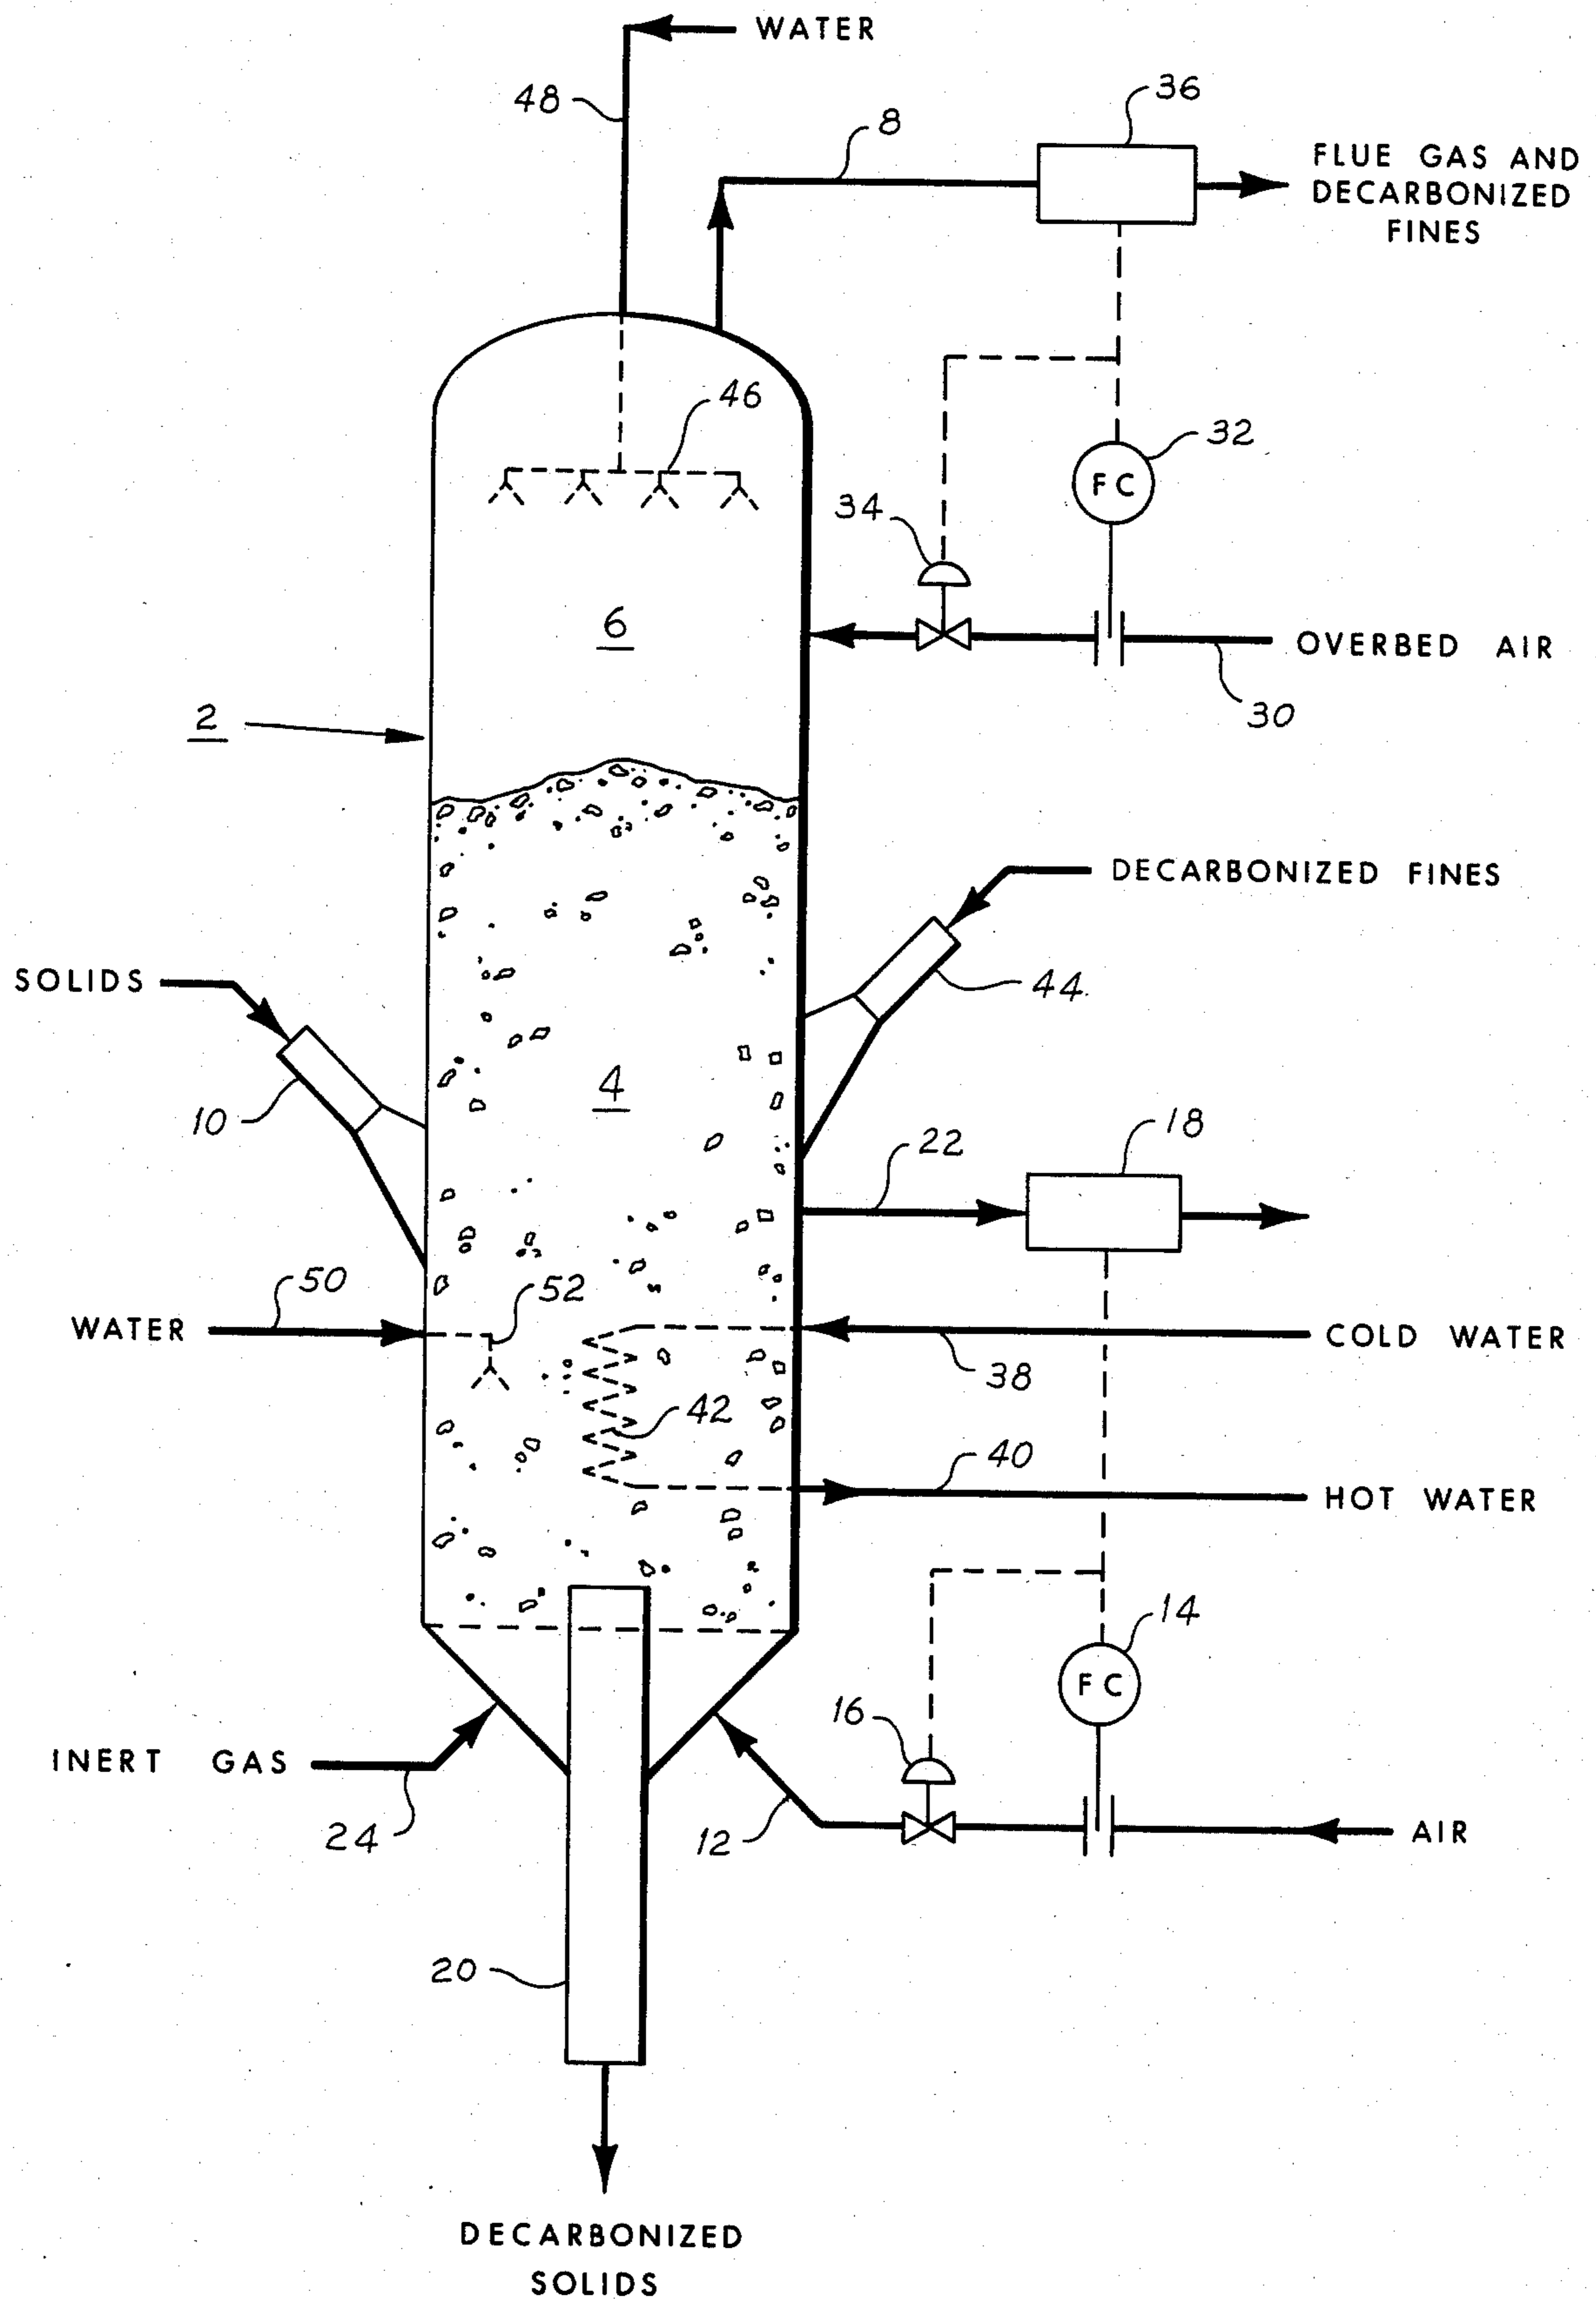 WATER
48
8
36
FLUE GAS AND
DECARBONIZED
FINES
46
32
FC
34
6
OVERBED AIR
30
2
DECARBONIZED FINES
44
SOLIDS
10
4
22
18
50
52
WATER
COLD WATER
38
42
40
HOT WATER
14
FC
16
INERT GAS
24
12
AIR
20
DECARBONIZED
SOLIDS